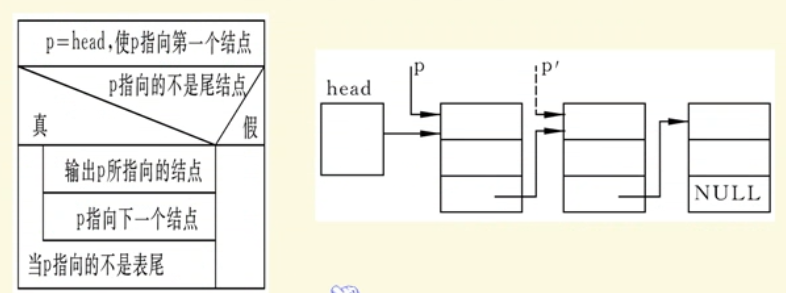 p=head,使p指向第一个结点
p指向的不是尾结点
真
假
输出p所指向的结点
p指向下一个结点
当p指向的不是表尾
head
p
p′
NULL